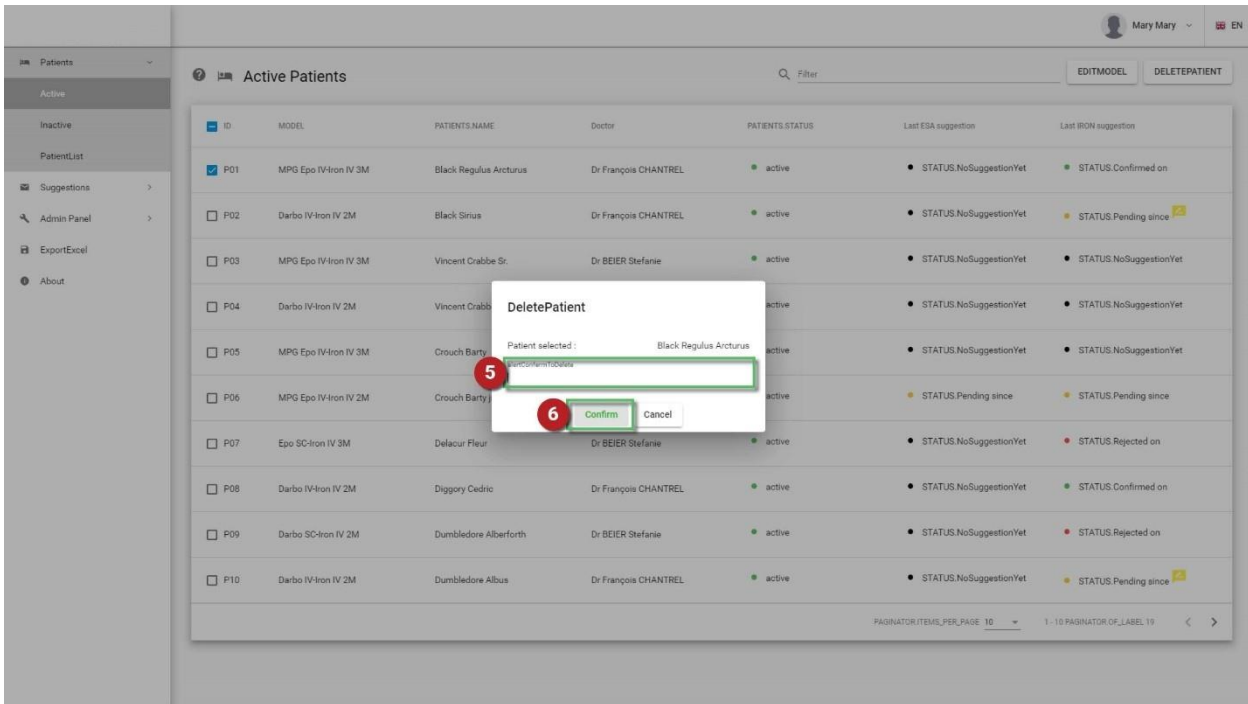 Mary Mary EN
Patients
Active
Inactive
PatientList
Suggestions
Admin Panel
ExportExcel
About
Active Patients Filter EDITMODEL DELETEPATIENT
ID MODEL PATIENTS.NAME Doctor PATIENTS.STATUS Last ESA suggestion Last IRON suggestion
P01 MPG Epo IV-Iron IV 3M Black Regulus Arcturus Dr François CHANTREL active STATUS.NoSuggestionYet STATUS.Confirmed on
P02 Darbo IV-Iron IV 2M Black Sirius Dr François CHANTREL active STATUS.NoSuggestionYet STATUS.Pending since
P03 MPG Epo IV-Iron IV 3M Vincent Crabbe Sr. Dr BEIER Stefanie active STATUS.NoSuggestionYet STATUS.NoSuggestionYet
P04 Darbo IV-Iron IV 2M Vincent Crabb active STATUS.NoSuggestionYet STATUS.NoSuggestionYet
P05 MPG Epo IV-Iron IV 3M Crouch Barty active STATUS.NoSuggestionYet STATUS.NoSuggestionYet
P06 MPG Epo IV-Iron IV 2M Crouch Barty j active STATUS.Pending since STATUS.Pending since
P07 Epo SC-Iron IV 3M Delacur Fleur Dr BEIER Stefanie active STATUS.NoSuggestionYet STATUS.Rejected on
P08 Darbo IV-Iron IV 2M Diggory Cedric Dr François CHANTREL active STATUS.NoSuggestionYet STATUS.Confirmed on
P09 Darbo SC-Iron IV 2M Dumbledore Alberforth Dr BEIER Stefanie active STATUS.NoSuggestionYet STATUS.Rejected on
P10 Darbo IV-Iron IV 2M Dumbledore Albus Dr François CHANTREL active STATUS.NoSuggestionYet STATUS.Pending since
PAGINATOR.ITEMS_PER_PAGE 10 1 - 10 PAGINATOR.OF_LABEL 19
DeletePatient
Patient selected : Black Regulus Arcturus
5
6 Confirm Cancel